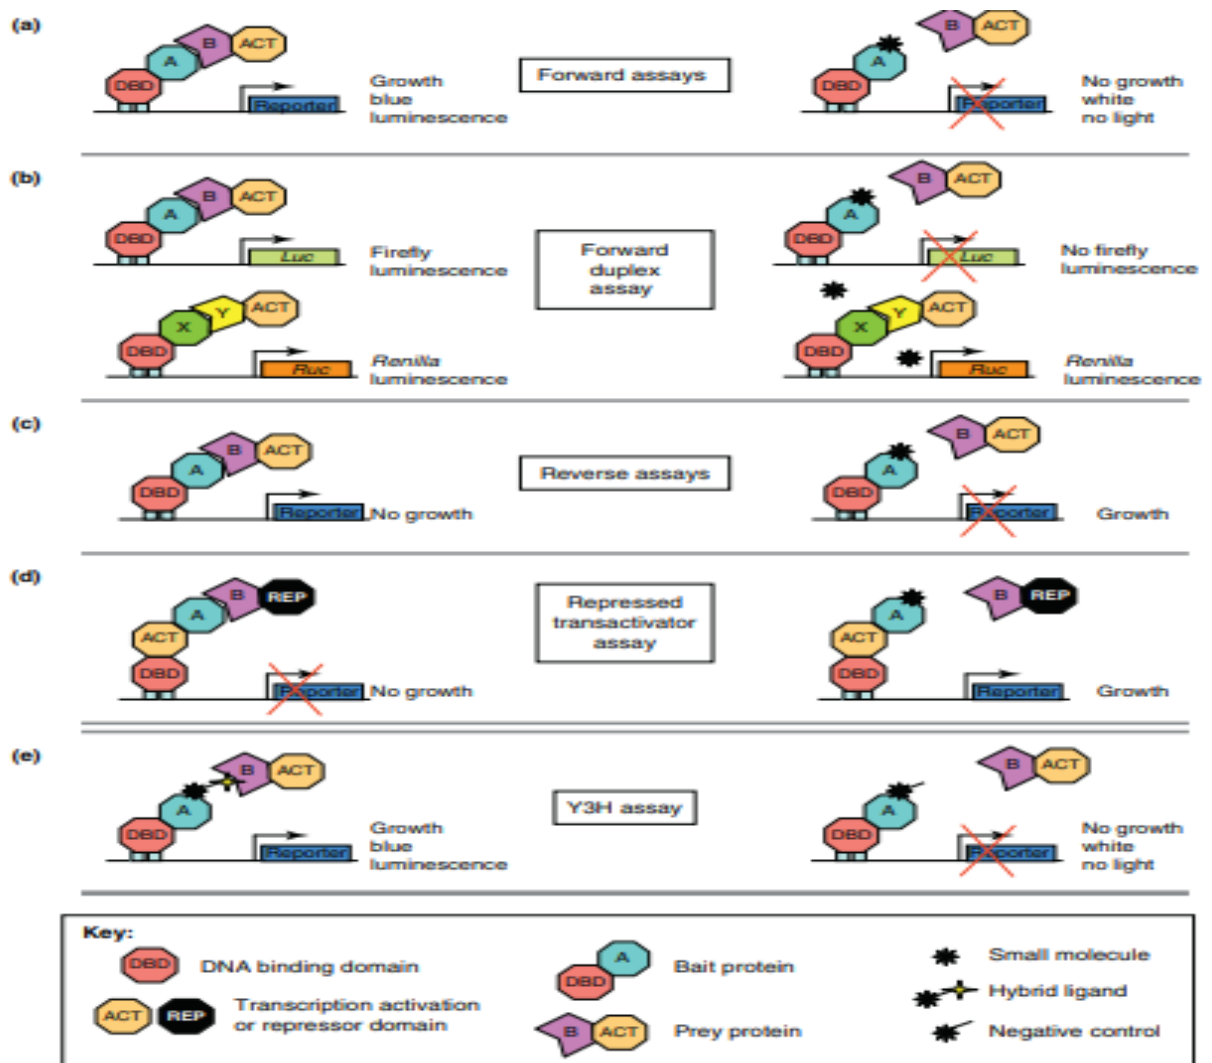 (a)
B
ACT
A
DBD
Reporter
Growth
blue
luminescence
Forward assays
B
ACT
A
DBD
Reporter
No growth
white
no light
(b)
B
ACT
A
DBD
Luc
Firefly
luminescence
Y
ACT
X
DBD
Ruc
Renilla
luminescence
Forward
duplex
assay
B
ACT
A
DBD
Luc
No firefly
luminescence
Y
ACT
X
DBD
Ruc
Renilla
luminescence
(c)
B
ACT
A
DBD
Reporter
No growth
Reverse assays
B
ACT
A
DBD
Reporter
Growth
(d)
B
REP
A
ACT
DBD
Reporter
No growth
Repressed
transactivator
assay
B
REP
A
ACT
DBD
Reporter
Growth
(e)
B
ACT
A
DBD
Reporter
Growth
blue
luminescence
Y3H assay
B
ACT
A
DBD
Reporter
No growth
white
no light
Key:
DBD
DNA binding domain
ACT
REP
Transcription activation
or repressor domain
A
DBD
Bait protein
B
ACT
Prey protein
Small molecule
Hybrid ligand
Negative control